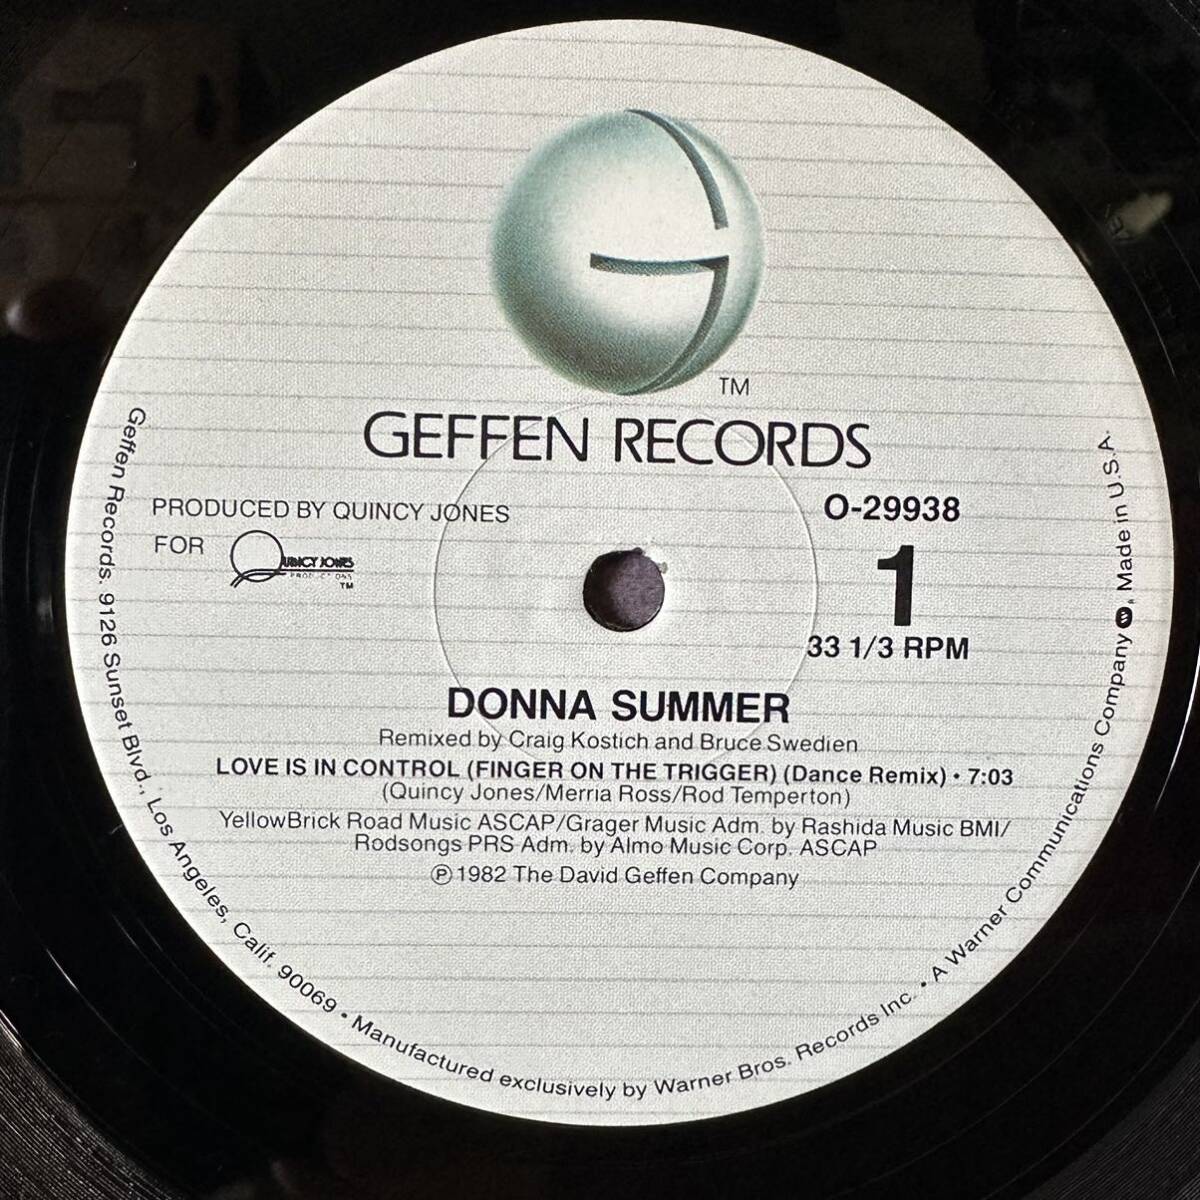 TM
GEFFEN RECORDS
PRODUCED BY QUINCY JONES
FOR QUINCY JONES
PRODUCTIONS
TM
O-29938
1
33 1/3 RPM
DONNA SUMMER
Remixed by Craig Kostich and Bruce Swedien
LOVE IS IN CONTROL (FINGER ON THE TRIGGER) (Dance Remix) • 7:03
(Quincy Jones/Merria Ross/Rod Temperton)
YellowBrick Road Music ASCAP/Grager Music Adm. by Rashida Music BMI/
Rodsongs PRS Adm. by Almo Music Corp. ASCAP
℗ 1982 The David Geffen Company
Geffen Records. 9126 Sunset Blvd., Los Angeles, Calif. 90069 • Manufactured exclusively by Warner Bros. Records Inc. • A Warner Communications Company. Made in U.S.A.